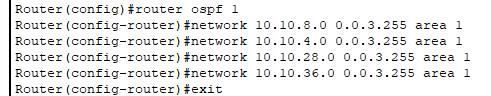 Router(config)#router ospf 1
Router(config-router)#network 10.10.8.0 0.0.3.255 area 1
Router(config-router)#network 10.10.4.0 0.0.3.255 area 1
Router(config-router)#network 10.10.28.0 0.0.3.255 area 1
Router(config-router)#network 10.10.36.0 0.0.3.255 area 1
Router(config-router)#exit